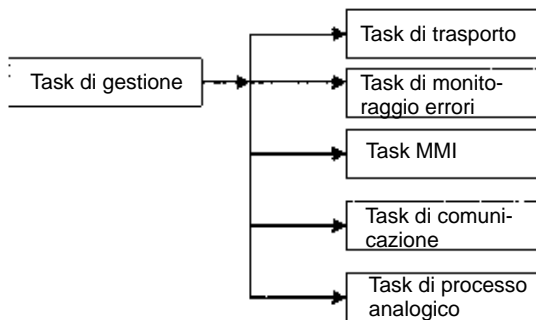 Task di trasporto
Task di gestione
Task di monito-
raggio errori
Task MMI
Task di comuni-
cazione
Task di processo
analogico